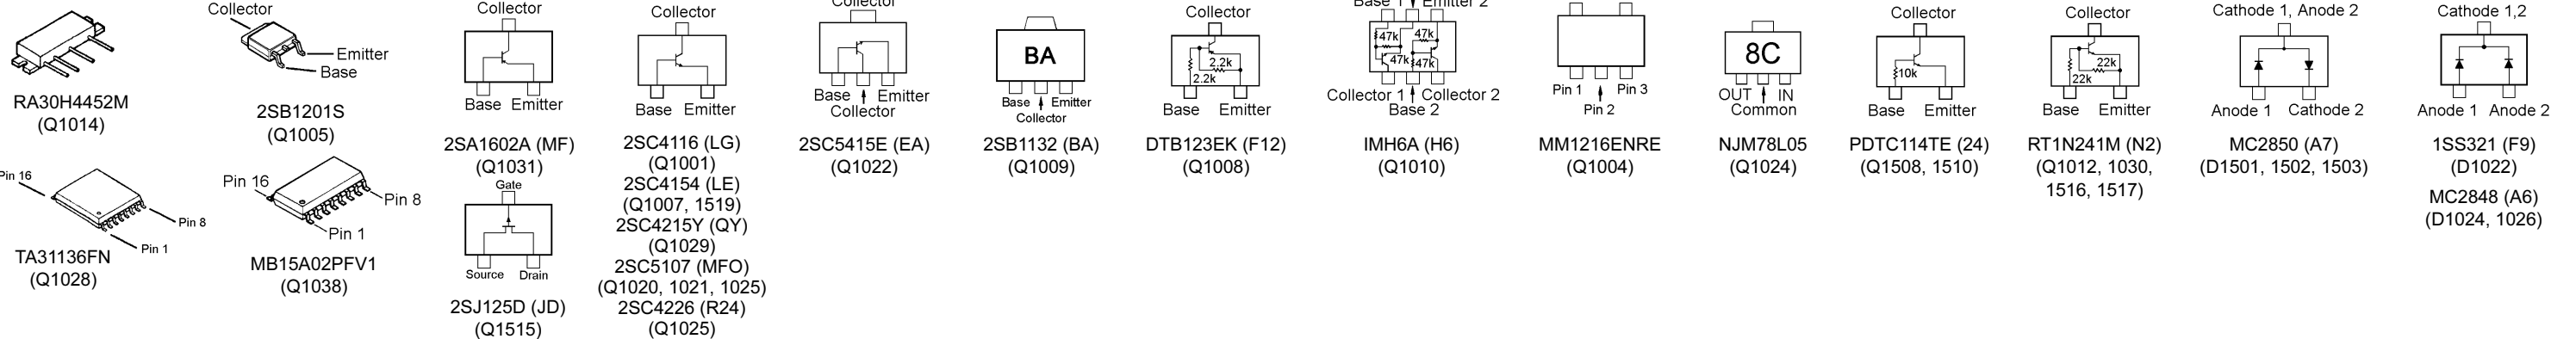 RA30H4452M
(Q1014)
Pin 16
Pin 8
Pin 1
TA31136FN
(Q1028)
Collector
Emitter
Base
2SB1201S
(Q1005)
Pin 16
Pin 8
Pin 1
MB15A02PFV1
(Q1038)
Collector
Base Emitter
2SA1602A (MF)
(Q1031)
Gate
Source Drain
2SJ125D (JD)
(Q1515)
Collector
Base Emitter
2SC4116 (LG)
(Q1001)
2SC4154 (LE)
(Q1007, 1519)
2SC4215Y (QY)
(Q1029)
2SC5107 (MFO)
(Q1020, 1021, 1025)
2SC4226 (R24)
(Q1025)
Collector
Base Emitter
Collector
2SC5415E (EA)
(Q1022)
BA
Base Emitter
Collector
2SB1132 (BA)
(Q1009)
Collector
2.2k
2.2k
Base Emitter
DTB123EK (F12)
(Q1008)
Base 1 Emitter 2
47k 47k
47k 47k
Collector 1 Collector 2
Base 2
IMH6A (H6)
(Q1010)
Pin 1 Pin 3
Pin 2
MM1216ENRE
(Q1004)
8C
OUT IN
Common
NJM78L05
(Q1024)
Collector
10k
Base Emitter
PDTC114TE (24)
(Q1508, 1510)
Collector
22k
22k
Base Emitter
RT1N241M (N2)
(Q1012, 1030,
1516, 1517)
Cathode 1, Anode 2
Anode 1 Cathode 2
MC2850 (A7)
(D1501, 1502, 1503)
Cathode 1,2
Anode 1 Anode 2
1SS321 (F9)
(D1022)
MC2848 (A6)
(D1024, 1026)